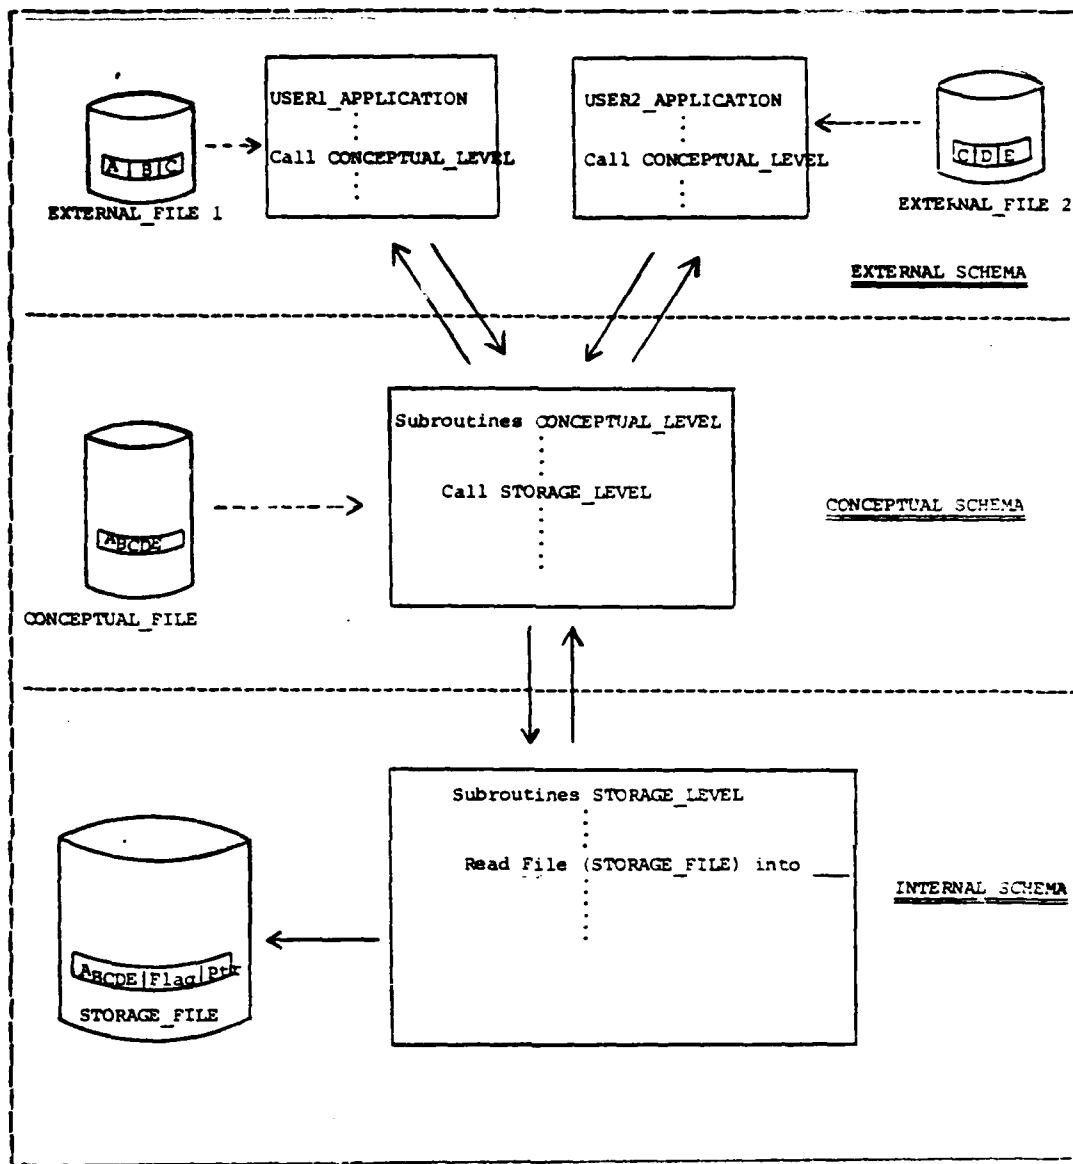 USER1_APPLICATION
Call CONCEPTUAL_LEVEL
USER2_APPLICATION
Call CONCEPTUAL_LEVEL
A|B|C
EXTERNAL_FILE 1
C|D|E
EXTERNAL_FILE 2
EXTERNAL SCHEMA
Subroutines CONCEPTUAL_LEVEL
Call STORAGE_LEVEL
CONCEPTUAL SCHEMA
ABCDE
CONCEPTUAL_FILE
Subroutines STORAGE_LEVEL
Read File (STORAGE_FILE) into ___
INTERNAL SCHEMA
ABCDE|Flag|Ptr
STORAGE_FILE